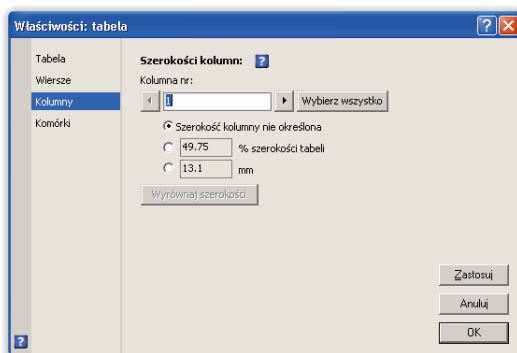 Właściwości: tabela
Tabela
Wiersze
Kolumny
Komórki
Szerokości kolumn:
Kolumna nr:
1
Wybierz wszystko
Szerokość kolumny nie określona
49.75 % szerokości tabeli
13.1 mm
Wyrównaj szerokości
Zastosuj
Anuluj
OK